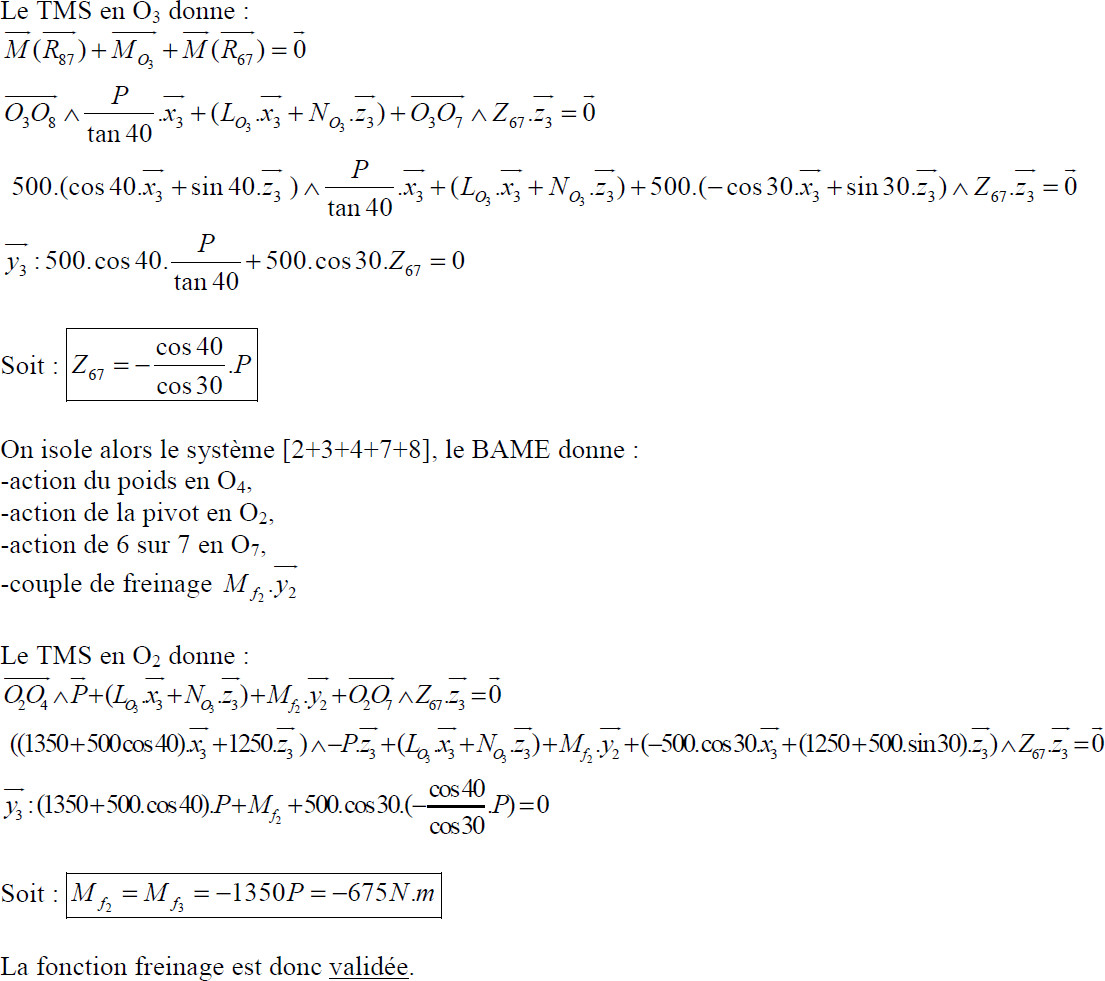 Le TMS en O₃ donne :
$\overrightarrow{M}(\overrightarrow{R_{87}})+\overrightarrow{M_{O_3}}+\overrightarrow{M}(\overrightarrow{R_{67}})=\vec{0}$
$\overrightarrow{O_3O_8}\wedge\frac{P}{\tan 40}.\overrightarrow{x_3}+(L_{O_3}.\overrightarrow{x_3}+N_{O_3}.\overrightarrow{z_3})+\overrightarrow{O_3O_7}\wedge Z_{67}.\overrightarrow{z_3}=\vec{0}$
$500.(\cos 40.\overrightarrow{x_3}+\sin 40.\overrightarrow{z_3})\wedge\frac{P}{\tan 40}.\overrightarrow{x_3}+(L_{O_3}.\overrightarrow{x_3}+N_{O_3}.\overrightarrow{z_3})+500.(-\cos 30.\overrightarrow{x_3}+\sin 30.\overrightarrow{z_3})\wedge Z_{67}.\overrightarrow{z_3}=\vec{0}$
$\overrightarrow{y_3}:500.\cos 40.\frac{P}{\tan 40}+500.\cos 30.Z_{67}=0$
Soit : $Z_{67}=-\frac{\cos 40}{\cos 30}.P$
On isole alors le système [2+3+4+7+8], le BAME donne :
-action du poids en O₄,
-action de la pivot en O₂,
-action de 6 sur 7 en O₇,
-couple de freinage $M_{f_2}.\overrightarrow{y_2}$
Le TMS en O₂ donne :
$\overrightarrow{O_2O_4}\wedge\vec{P}+(L_{O_3}.\overrightarrow{x_3}+N_{O_3}.\overrightarrow{z_3})+M_{f_2}.\overrightarrow{y_2}+\overrightarrow{O_2O_7}\wedge Z_{67}.\overrightarrow{z_3}=\vec{0}$
$((1350+500\cos 40).\overrightarrow{x_3}+1250.\overrightarrow{z_3})\wedge -P.\overrightarrow{z_3}+(L_{O_3}.\overrightarrow{x_3}+N_{O_3}.\overrightarrow{z_3})+M_{f_2}.\overrightarrow{y_2}+(-500.\cos 30.\overrightarrow{x_3}+(1250+500.\sin 30).\overrightarrow{z_3})\wedge Z_{67}.\overrightarrow{z_3}=\vec{0}$
$\overrightarrow{y_3}:(1350+500.\cos 40).P+M_{f_2}+500.\cos 30.(-\frac{\cos 40}{\cos 30}.P)=0$
Soit : $M_{f_2}=M_{f_3}=-1350P=-675N.m$
La fonction freinage est donc validée.